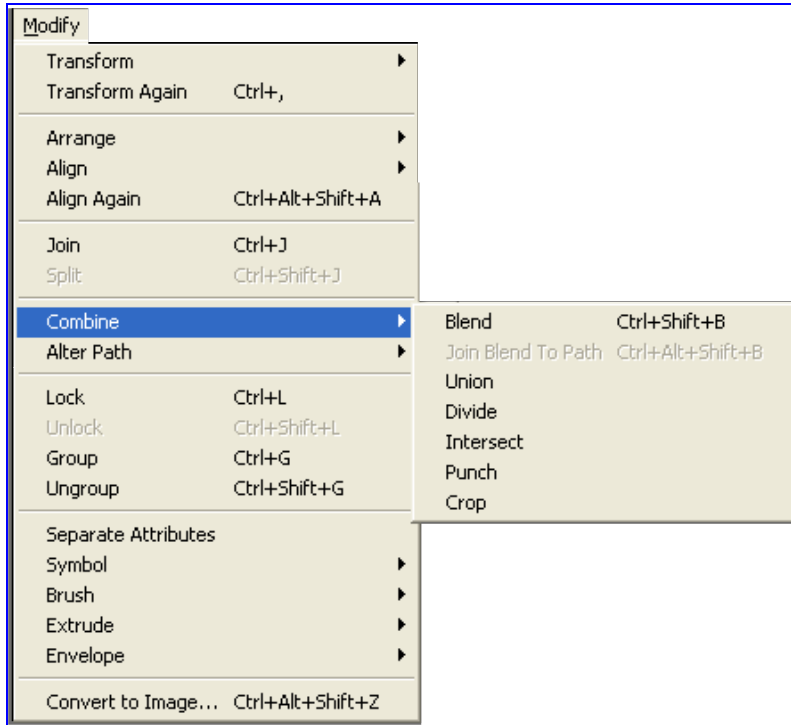 Modify
Transform
Transform Again Ctrl+,
Arrange
Align
Align Again Ctrl+Alt+Shift+A
Join Ctrl+J
Split Ctrl+Shift+J
Combine
Alter Path
Lock Ctrl+L
Unlock Ctrl+Shift+L
Group Ctrl+G
Ungroup Ctrl+Shift+G
Separate Attributes
Symbol
Brush
Extrude
Envelope
Convert to Image... Ctrl+Alt+Shift+Z
Blend Ctrl+Shift+B
Join Blend To Path Ctrl+Alt+Shift+B
Union
Divide
Intersect
Punch
Crop